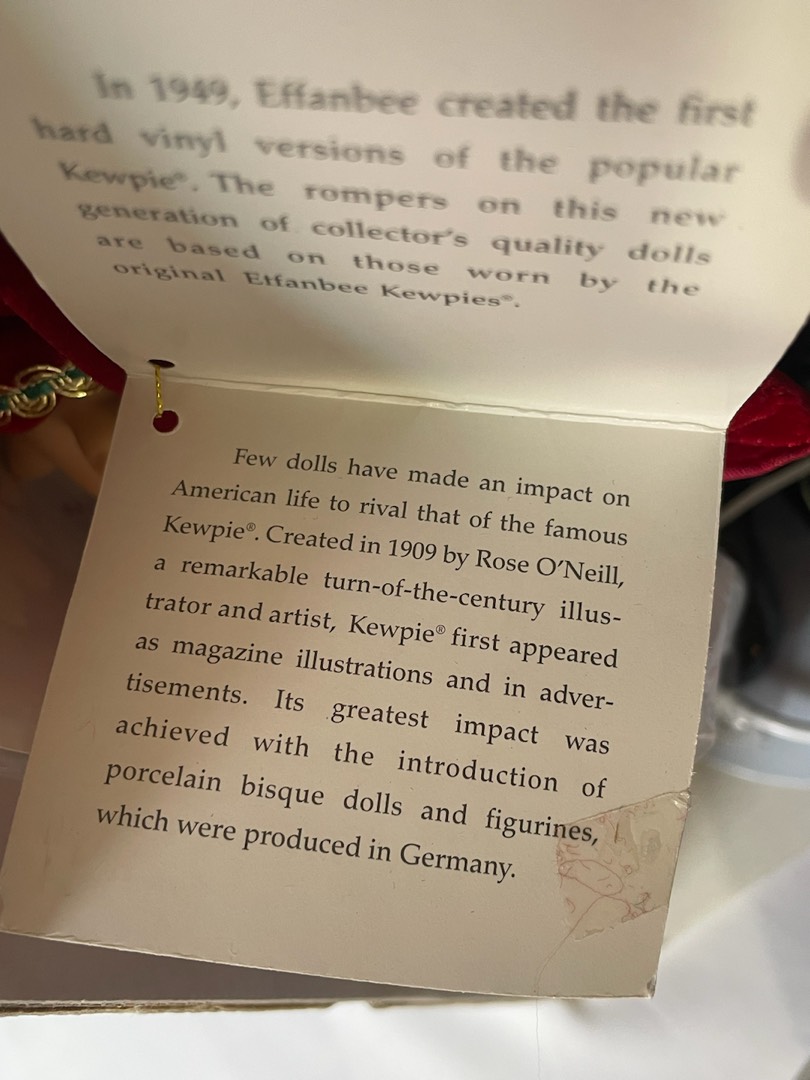 In 1949, Effanbee created the first
hard vinyl versions of the popular
Kewpie®. The rompers on this new
generation of collector's quality dolls
are based on those worn by the
original Effanbee Kewpies®.
Few dolls have made an impact on
American life to rival that of the famous
Kewpie®. Created in 1909 by Rose O'Neill,
a remarkable turn-of-the-century illus-
trator and artist, Kewpie® first appeared
as magazine illustrations and in adver-
tisements. Its greatest impact was
achieved with the introduction of
porcelain bisque dolls and figurines,
which were produced in Germany.